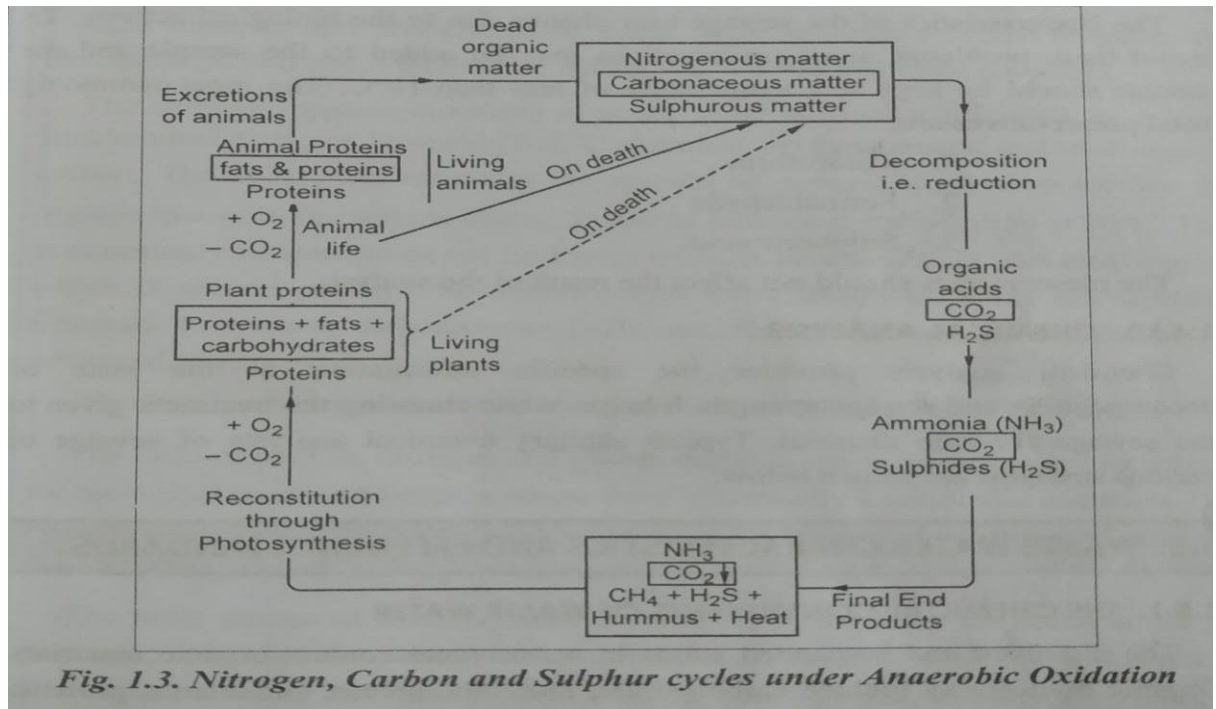 Dead
organic
matter
Nitrogenous matter
Carbonaceous matter
Sulphurous matter
Excretions
of animals
Animal Proteins
fats & proteins
Proteins
Living
animals
On death
On death
Decomposition
i.e. reduction
+ O₂
– CO₂
Animal
life
Organic
acids
CO₂
H₂S
Plant proteins
Proteins + fats +
carbohydrates
Proteins
Living
plants
+ O₂
– CO₂
Ammonia (NH₃)
CO₂
Sulphides (H₂S)
Reconstitution
through
Photosynthesis
NH₃
CO₂↓
CH₄ + H₂S +
Hummus + Heat
Final End
Products
Fig. 1.3. Nitrogen, Carbon and Sulphur cycles under Anaerobic Oxidation